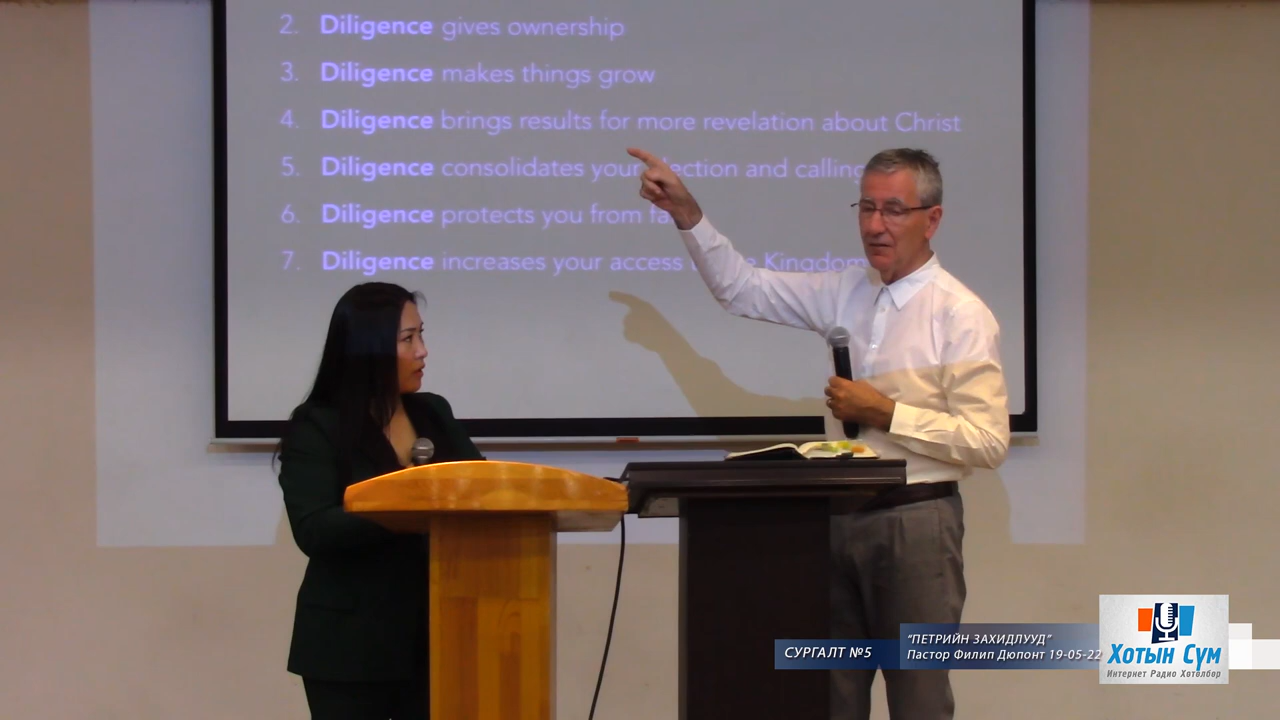 2. Diligence gives ownership
3. Diligence makes things grow
4. Diligence brings results for more revelation about Christ
5. Diligence consolidates your election and calling
6. Diligence protects you from
7. Diligence increases your access Kingdom
СУРГАЛТ №5
"ПЕТРИЙН ЗАХИДЛУУД"
Пастор Филип Дюпонт 19-05-22
Хотын Сүм
Интернет Радио Хөтөлбөр